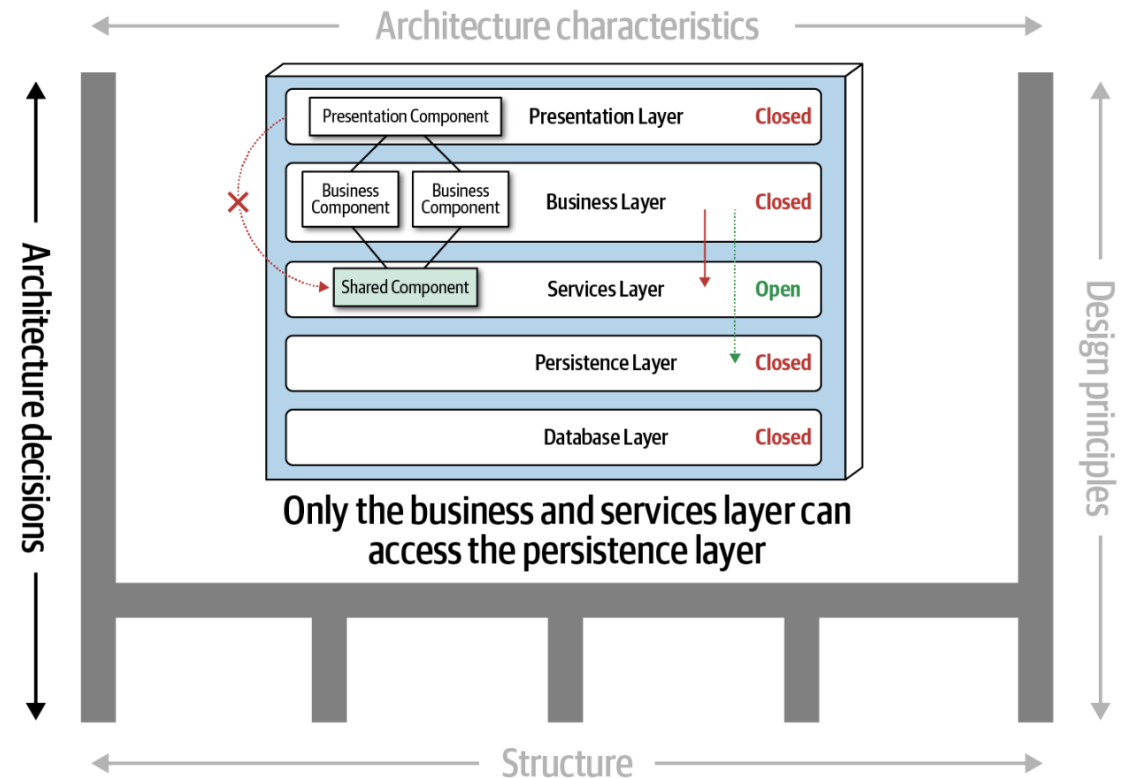 Architecture characteristics
Presentation Component
Presentation Layer
Closed
Business
Component
Business
Component
Business Layer
Closed
Shared Component
Services Layer
Open
Persistence Layer
Closed
Database Layer
Closed
Only the business and services layer can
access the persistence layer
Architecture decisions
Design principles
Structure